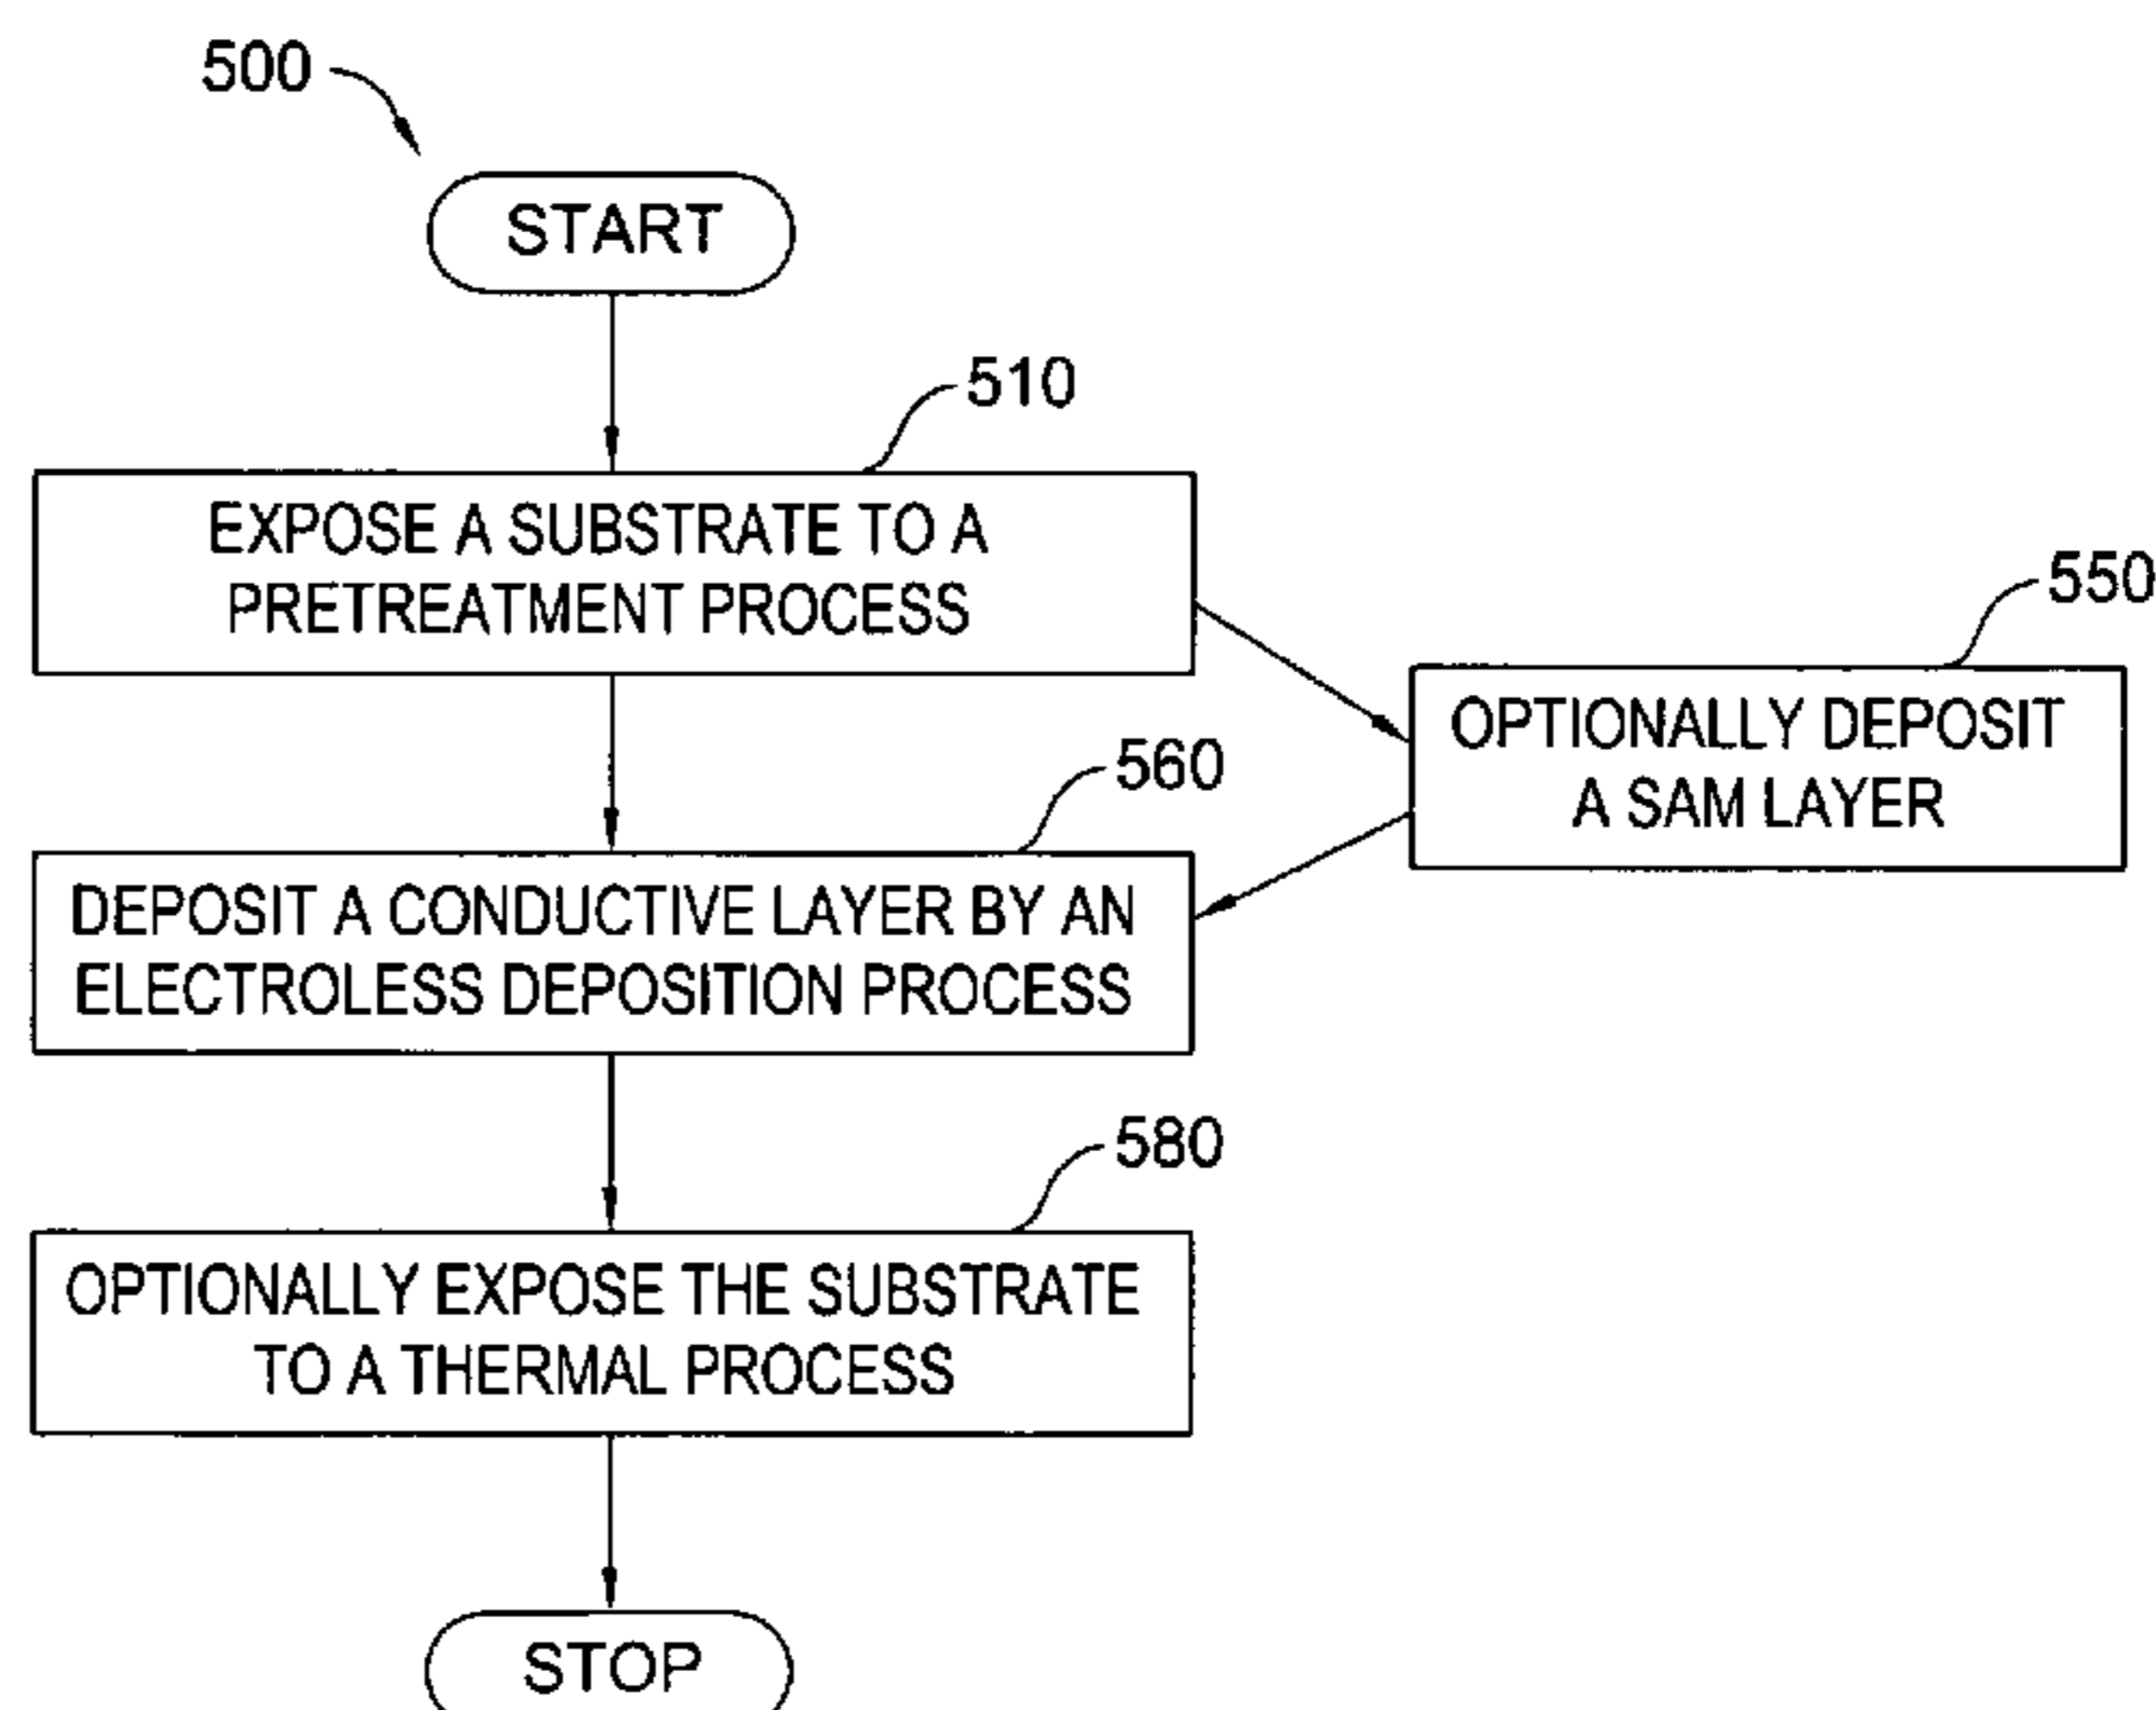 500
START
510
EXPOSE A SUBSTRATE TO A
PRETREATMENT PROCESS
550
OPTIONALLY DEPOSIT
A SAM LAYER
560
DEPOSIT A CONDUCTIVE LAYER BY AN
ELECTROLESS DEPOSITION PROCESS
580
OPTIONALLY EXPOSE THE SUBSTRATE
TO A THERMAL PROCESS
STOP